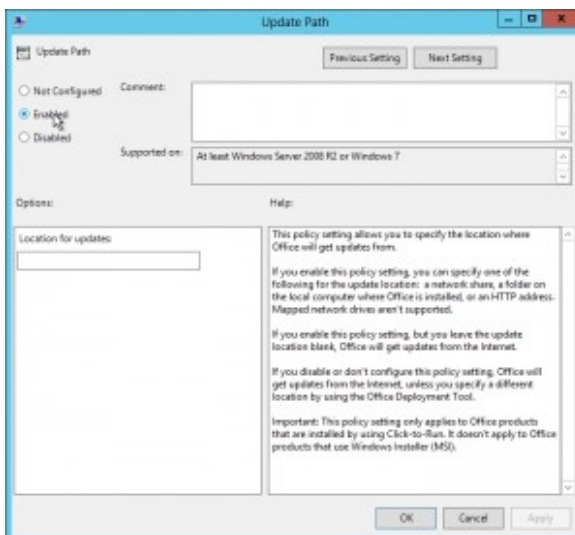 Update Path
Update Path
Previous Setting
Next Setting
Not Configured
Comment:
Enabled
Disabled
Supported on:
At least Windows Server 2008 R2 or Windows 7
Options:
Help:
Location for updates:
This policy setting allows you to specify the location where
Office will get updates from.
If you enable this policy setting, you can specify one of the
following for the update location: a network share, a folder on
the local computer where Office is installed, or an HTTP address.
Mapped network drives aren't supported.
If you enable this policy setting, but you leave the update
location blank, Office will get updates from the Internet.
If you disable or don't configure this policy setting, Office will
get updates from the Internet, unless you specify a different
location by using the Office Deployment Tool.
Important: This policy setting only applies to Office products
that are installed by using Click-to-Run. It doesn't apply to Office
products that use Windows Installer (MSI).
OK
Cancel
Apply